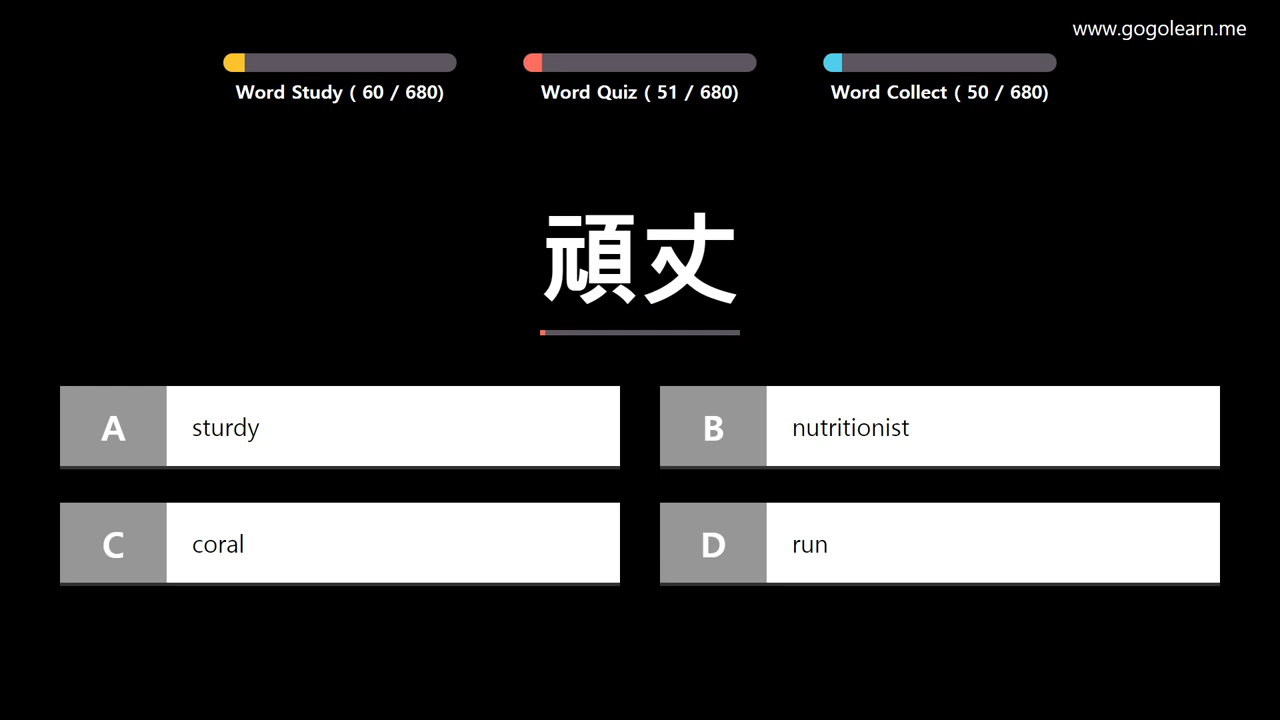 www.gogolearn.me
Word Study ( 60 / 680)
Word Quiz ( 51 / 680)
Word Collect ( 50 / 680)
頑丈
A
sturdy
B
nutritionist
C
coral
D
run